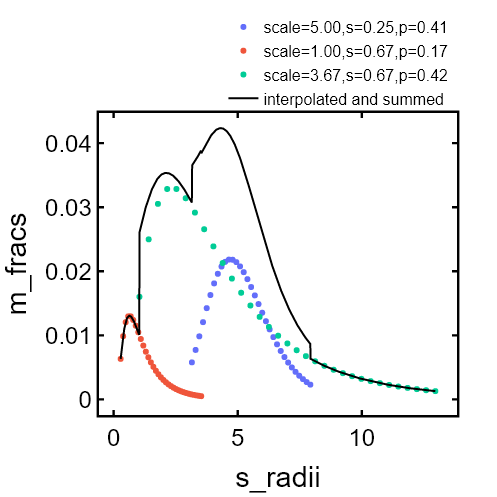 scale=5.00,s=0.25,p=0.41
scale=1.00,s=0.67,p=0.17
scale=3.67,s=0.67,p=0.42
interpolated and summed
0.04
0.03
0.02
0.01
0
m_fracs
0 5 10
s_radii